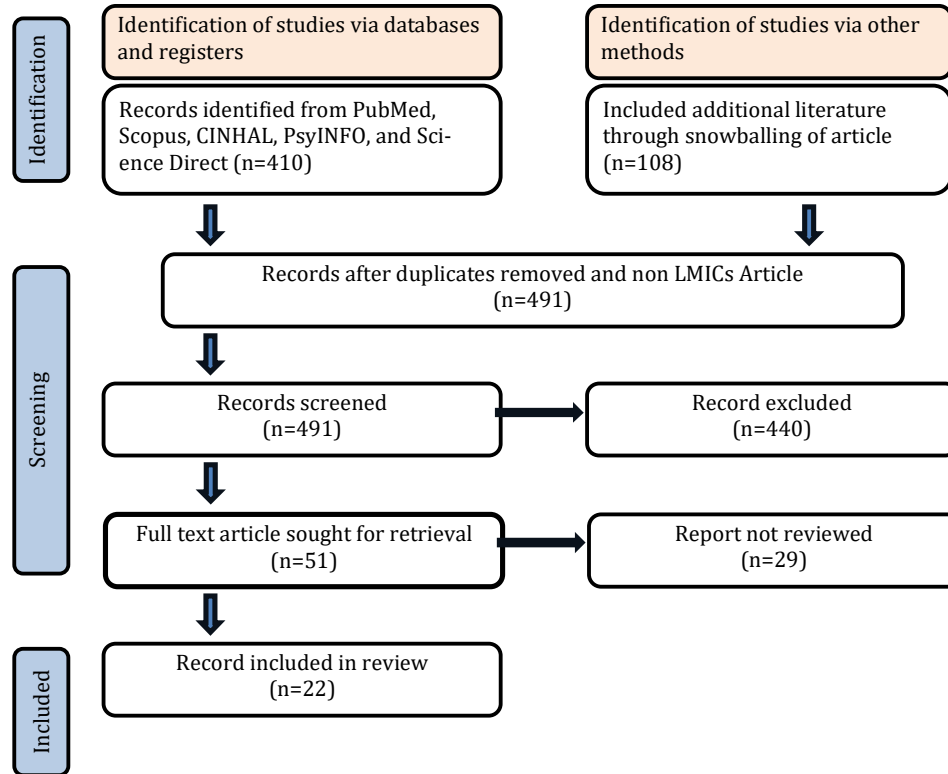 Identification
Identification of studies via databases
and registers
Identification of studies via other
methods
Records identified from PubMed,
Scopus, CINHAL, PsyINFO, and Sci-
ence Direct (n=410)
Included additional literature
through snowballing of article
(n=108)
Screening
Records after duplicates removed and non LMICs Article
(n=491)
Records screened
(n=491)
Record excluded
(n=440)
Full text article sought for retrieval
(n=51)
Report not reviewed
(n=29)
Included
Record included in review
(n=22)